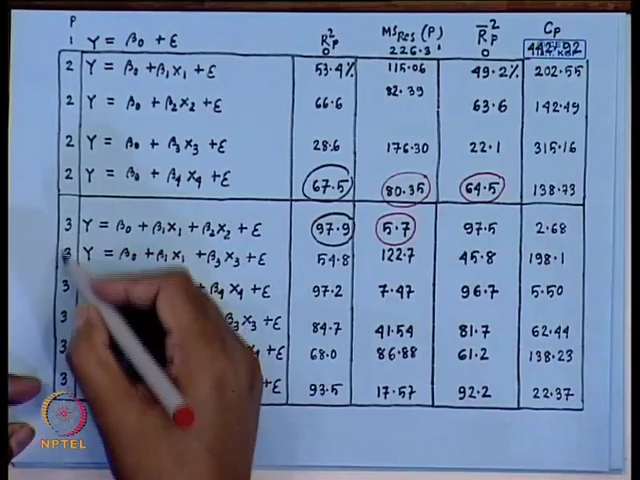 P R²p MSRes (P) R̄p² Cp
1 Y = β₀ + ε 0 226.3 0 442.92
2 Y = β₀ + β₁x₁ + ε 53.4% 115.06 49.2% 202.55
2 Y = β₀ + β₂x₂ + ε 66.6 82.39 63.6 142.49
2 Y = β₀ + β₃x₃ + ε 28.6 176.30 22.1 315.16
2 Y = β₀ + β₄x₄ + ε 67.5 80.35 64.5 138.73
3 Y = β₀ + β₁x₁ + β₂x₂ + ε 97.9 5.7 97.5 2.68
3 Y = β₀ + β₁x₁ + β₃x₃ + ε 54.8 122.7 45.8 198.1
3 + β₄x₄ + ε 97.2 7.47 96.7 5.50
3 β₃x₃ + ε 84.7 41.54 81.7 62.44
3 + ε 68.0 86.88 61.2 138.23
3 + ε 93.5 17.57 92.2 22.37
NPTEL